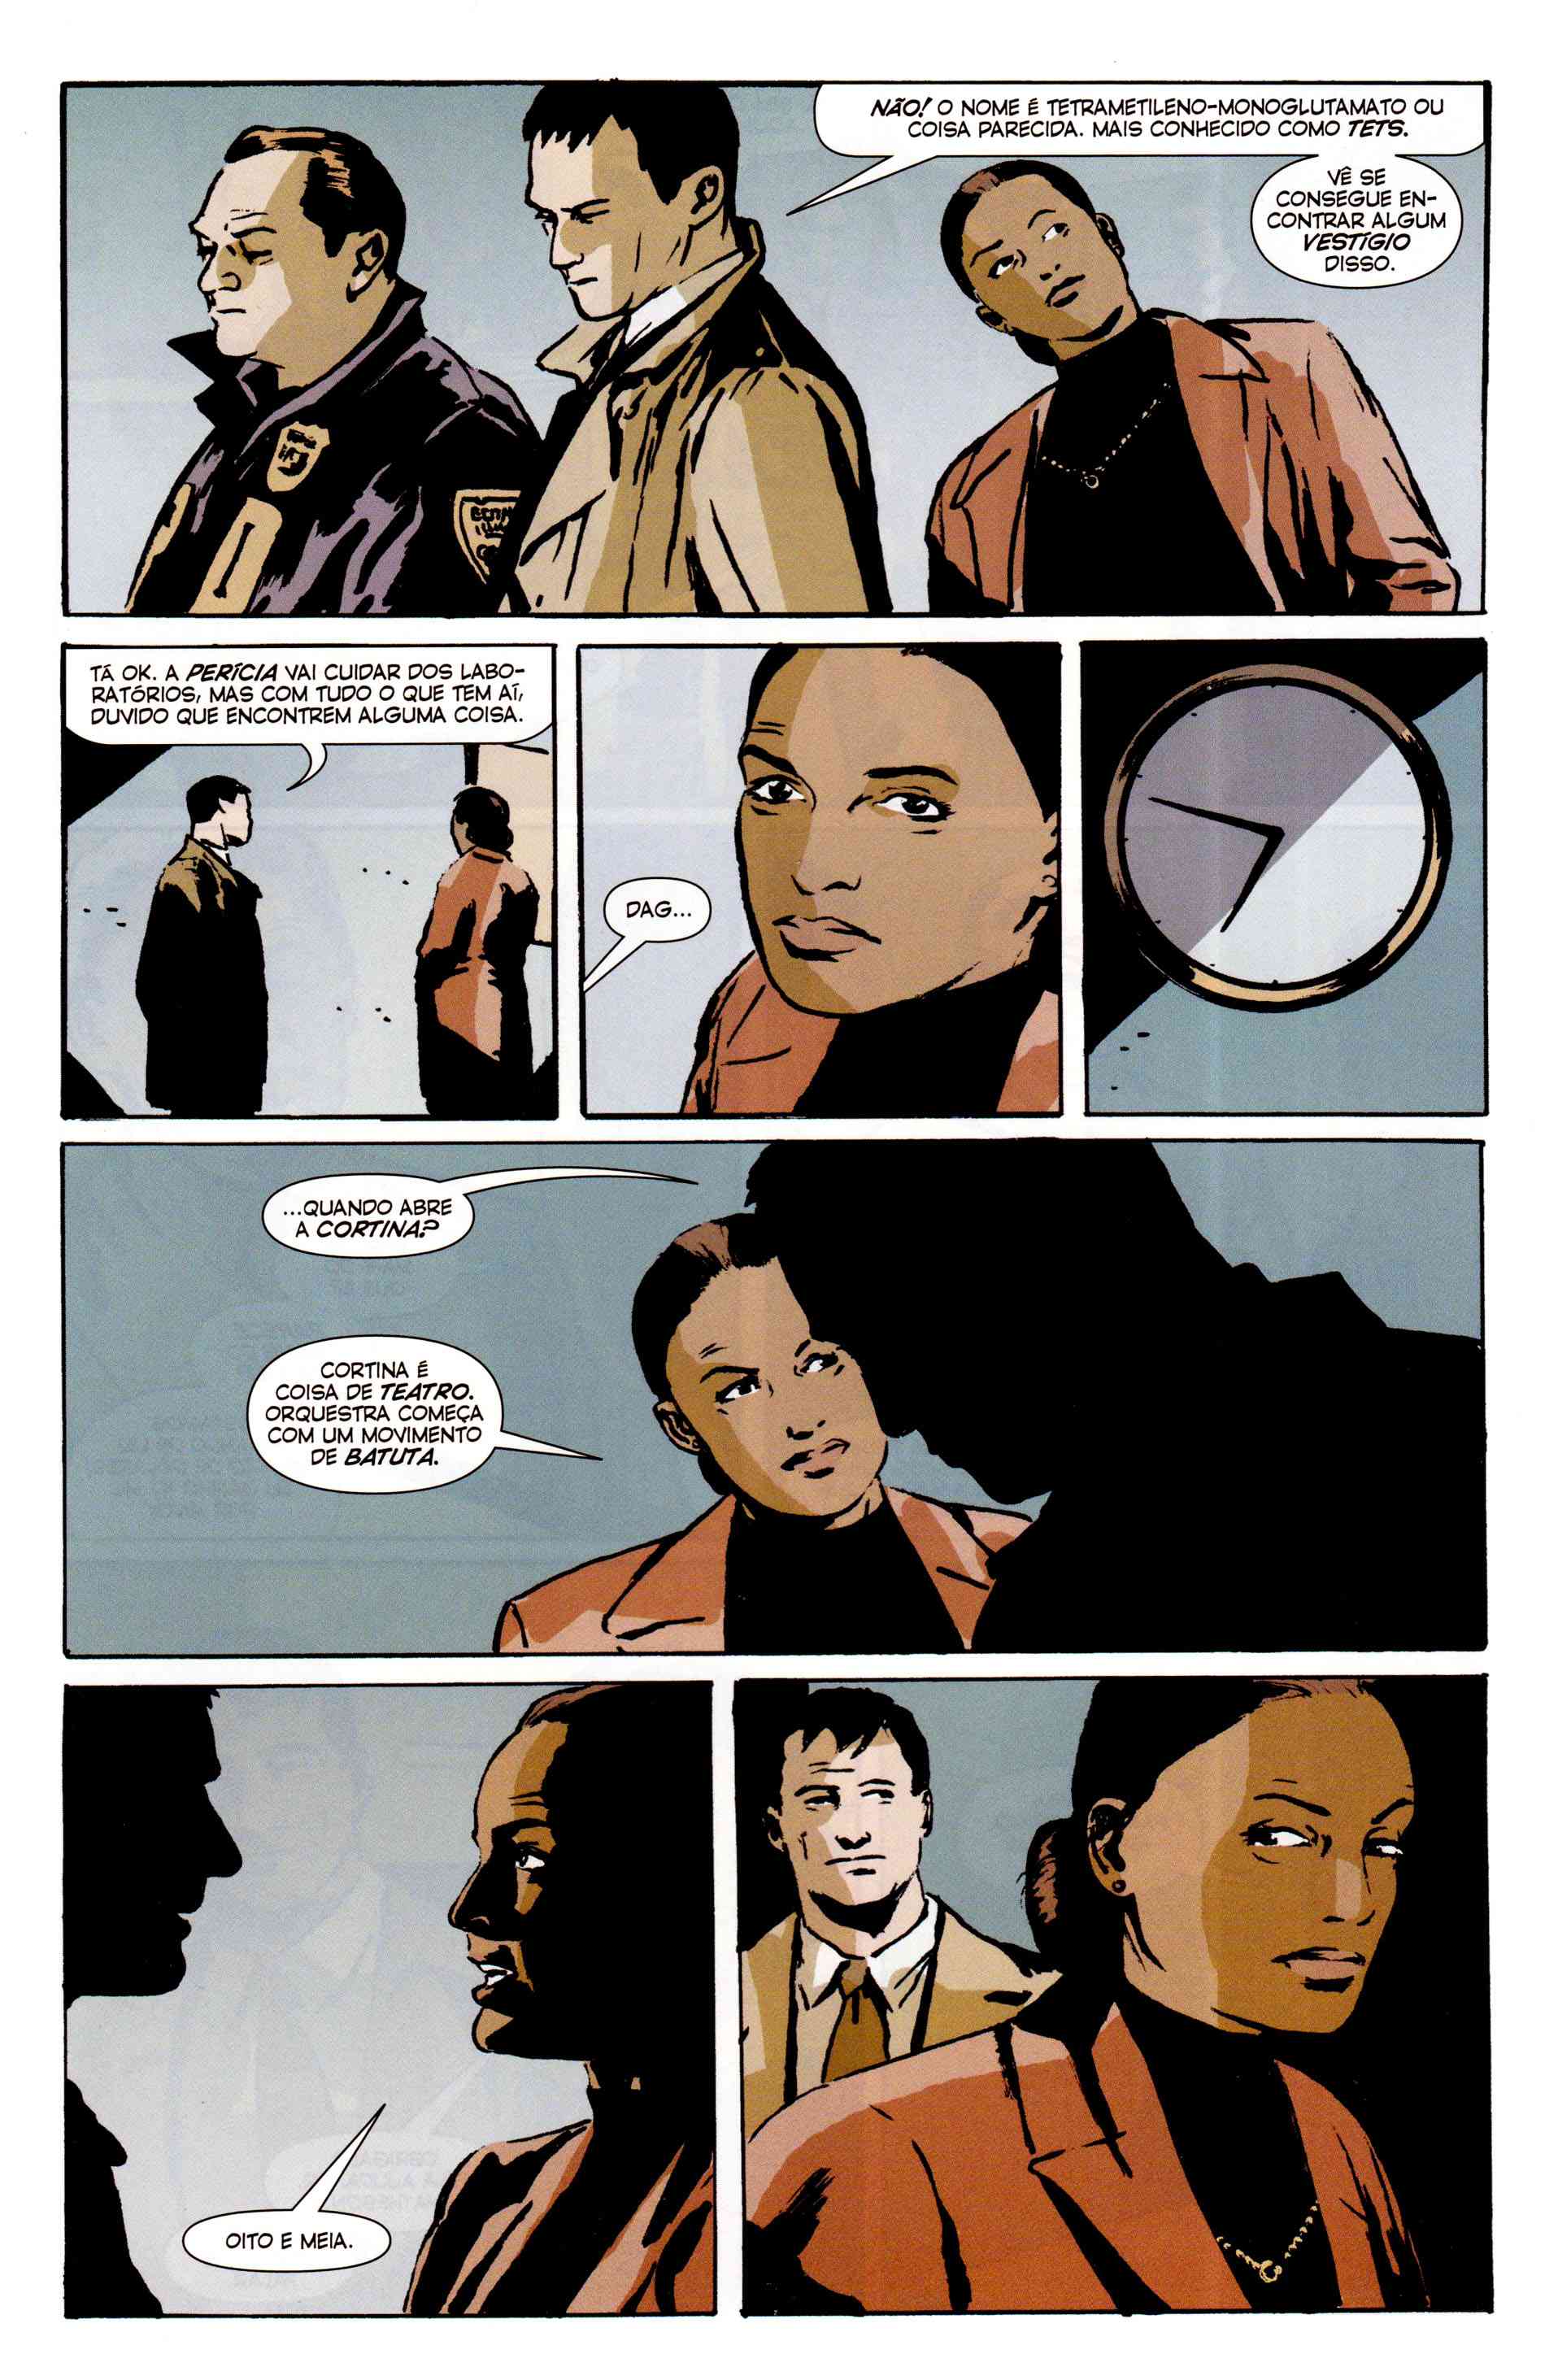 NÃO! O NOME É TETRAMETILENO-MONOGLUTAMATO OU
COISA PARECIDA. MAIS CONHECIDO COMO TETS.
VÊ SE
CONSEGUE EN-
CONTRAR ALGUM
VESTÍGIO
DISSO.
TÁ OK. A PERÍCIA VAI CUIDAR DOS LABO-
RATÓRIOS, MAS COM TUDO O QUE TEM AÍ,
DUVIDO QUE ENCONTREM ALGUMA COISA.
DAG...
...QUANDO ABRE
A CORTINA?
CORTINA É
COISA DE TEATRO.
ORQUESTRA COMEÇA
COM UM MOVIMENTO
DE BATUTA.
OITO E MEIA.